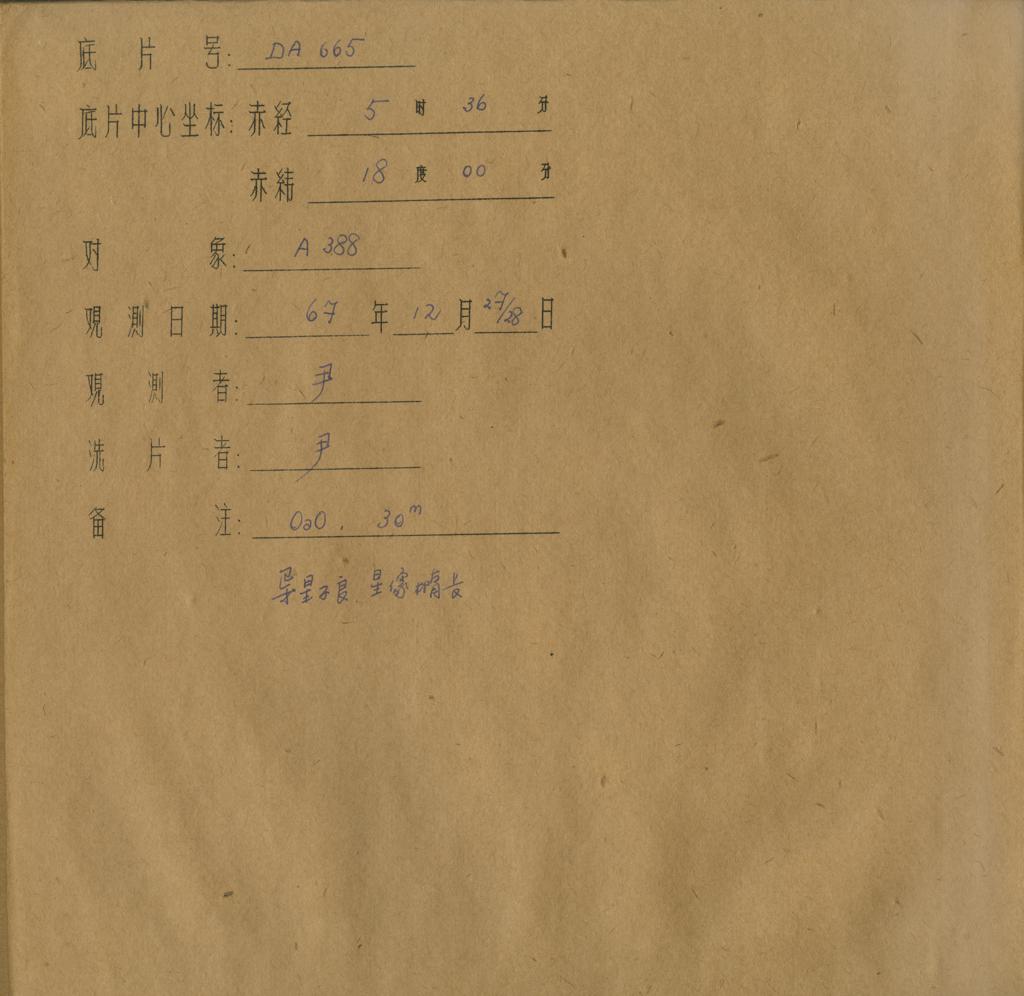 底片号: DA 665
底片中心坐标: 赤经 5 时 36 分
赤纬 18 度 00 分
对象: A 388
观测日期: 67 年 12 月 27/28 日
观测者: 尹
洗片者: 尹
备注: OaO. 30ᵐ
导星不良 星像稍长